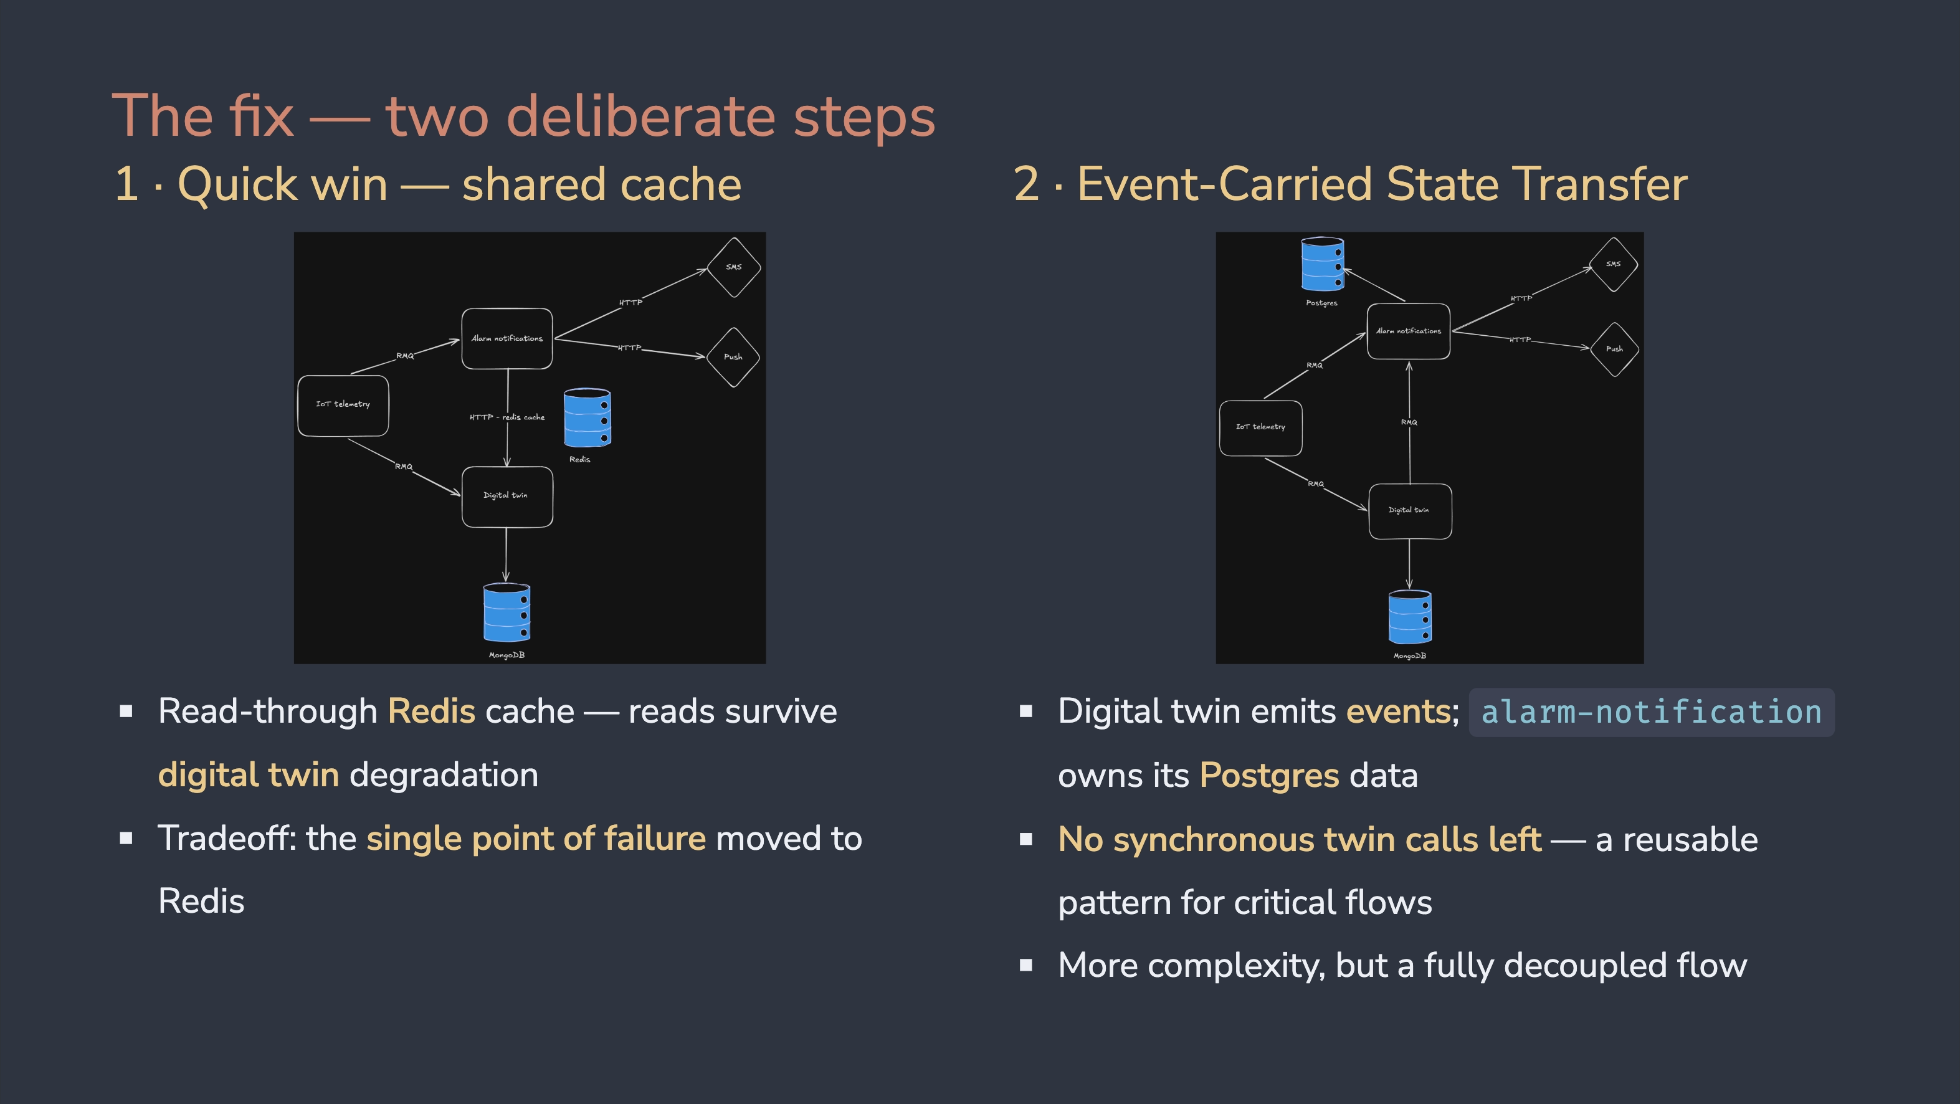 The fix — two deliberate steps
1 · Quick win — shared cache
SMS
HTTP
Alarm notifications
HTTP
Push
RMQ
IoT telemetry
HTTP - redis cache
Redis
RMQ
Digital twin
MongoDB
▪ Read-through Redis cache — reads survive
digital twin degradation
▪ Tradeoff: the single point of failure moved to
Redis
2 · Event-Carried State Transfer
SMS
Postgres
HTTP
Alarm notifications
HTTP
Push
RMQ
RMQ
IoT telemetry
RMQ
Digital twin
MongoDB
▪ Digital twin emits events; alarm-notification
owns its Postgres data
▪ No synchronous twin calls left — a reusable
pattern for critical flows
▪ More complexity, but a fully decoupled flow